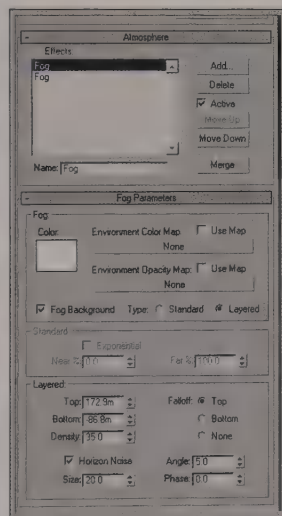 - Atmosphere
Effects:
Fog
Fog
Add...
Delete
Active
Move Up
Move Down
Merge
Name: Fog
- Fog Parameters
Fog:
Color: Environment Color Map: Use Map
None
Environment Opacity Map: Use Map
None
Fog Background Type: Standard Layered
Standard
Exponential
Near %: 0.0 Far %: 100.0
Layered:
Top: 172.9m Falloff: Top
Bottom: -86.8m Bottom
Density: 35.0 None
Horizon Noise Angle: 5.0
Size: 20.0 Phase: 0.0